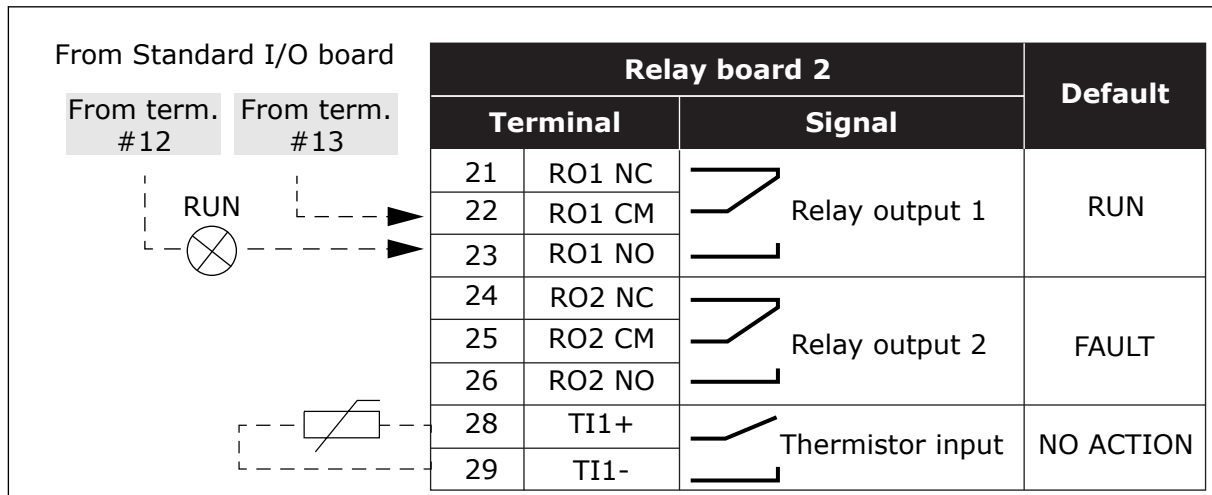 From Standard I/O board
From term. #12
From term. #13
RUN
Relay board 2 Default
Terminal Signal
21 RO1 NC
22 RO1 CM Relay output 1 RUN
23 RO1 NO
24 RO2 NC
25 RO2 CM Relay output 2 FAULT
26 RO2 NO
28 TI1+ Thermistor input NO ACTION
29 TI1-